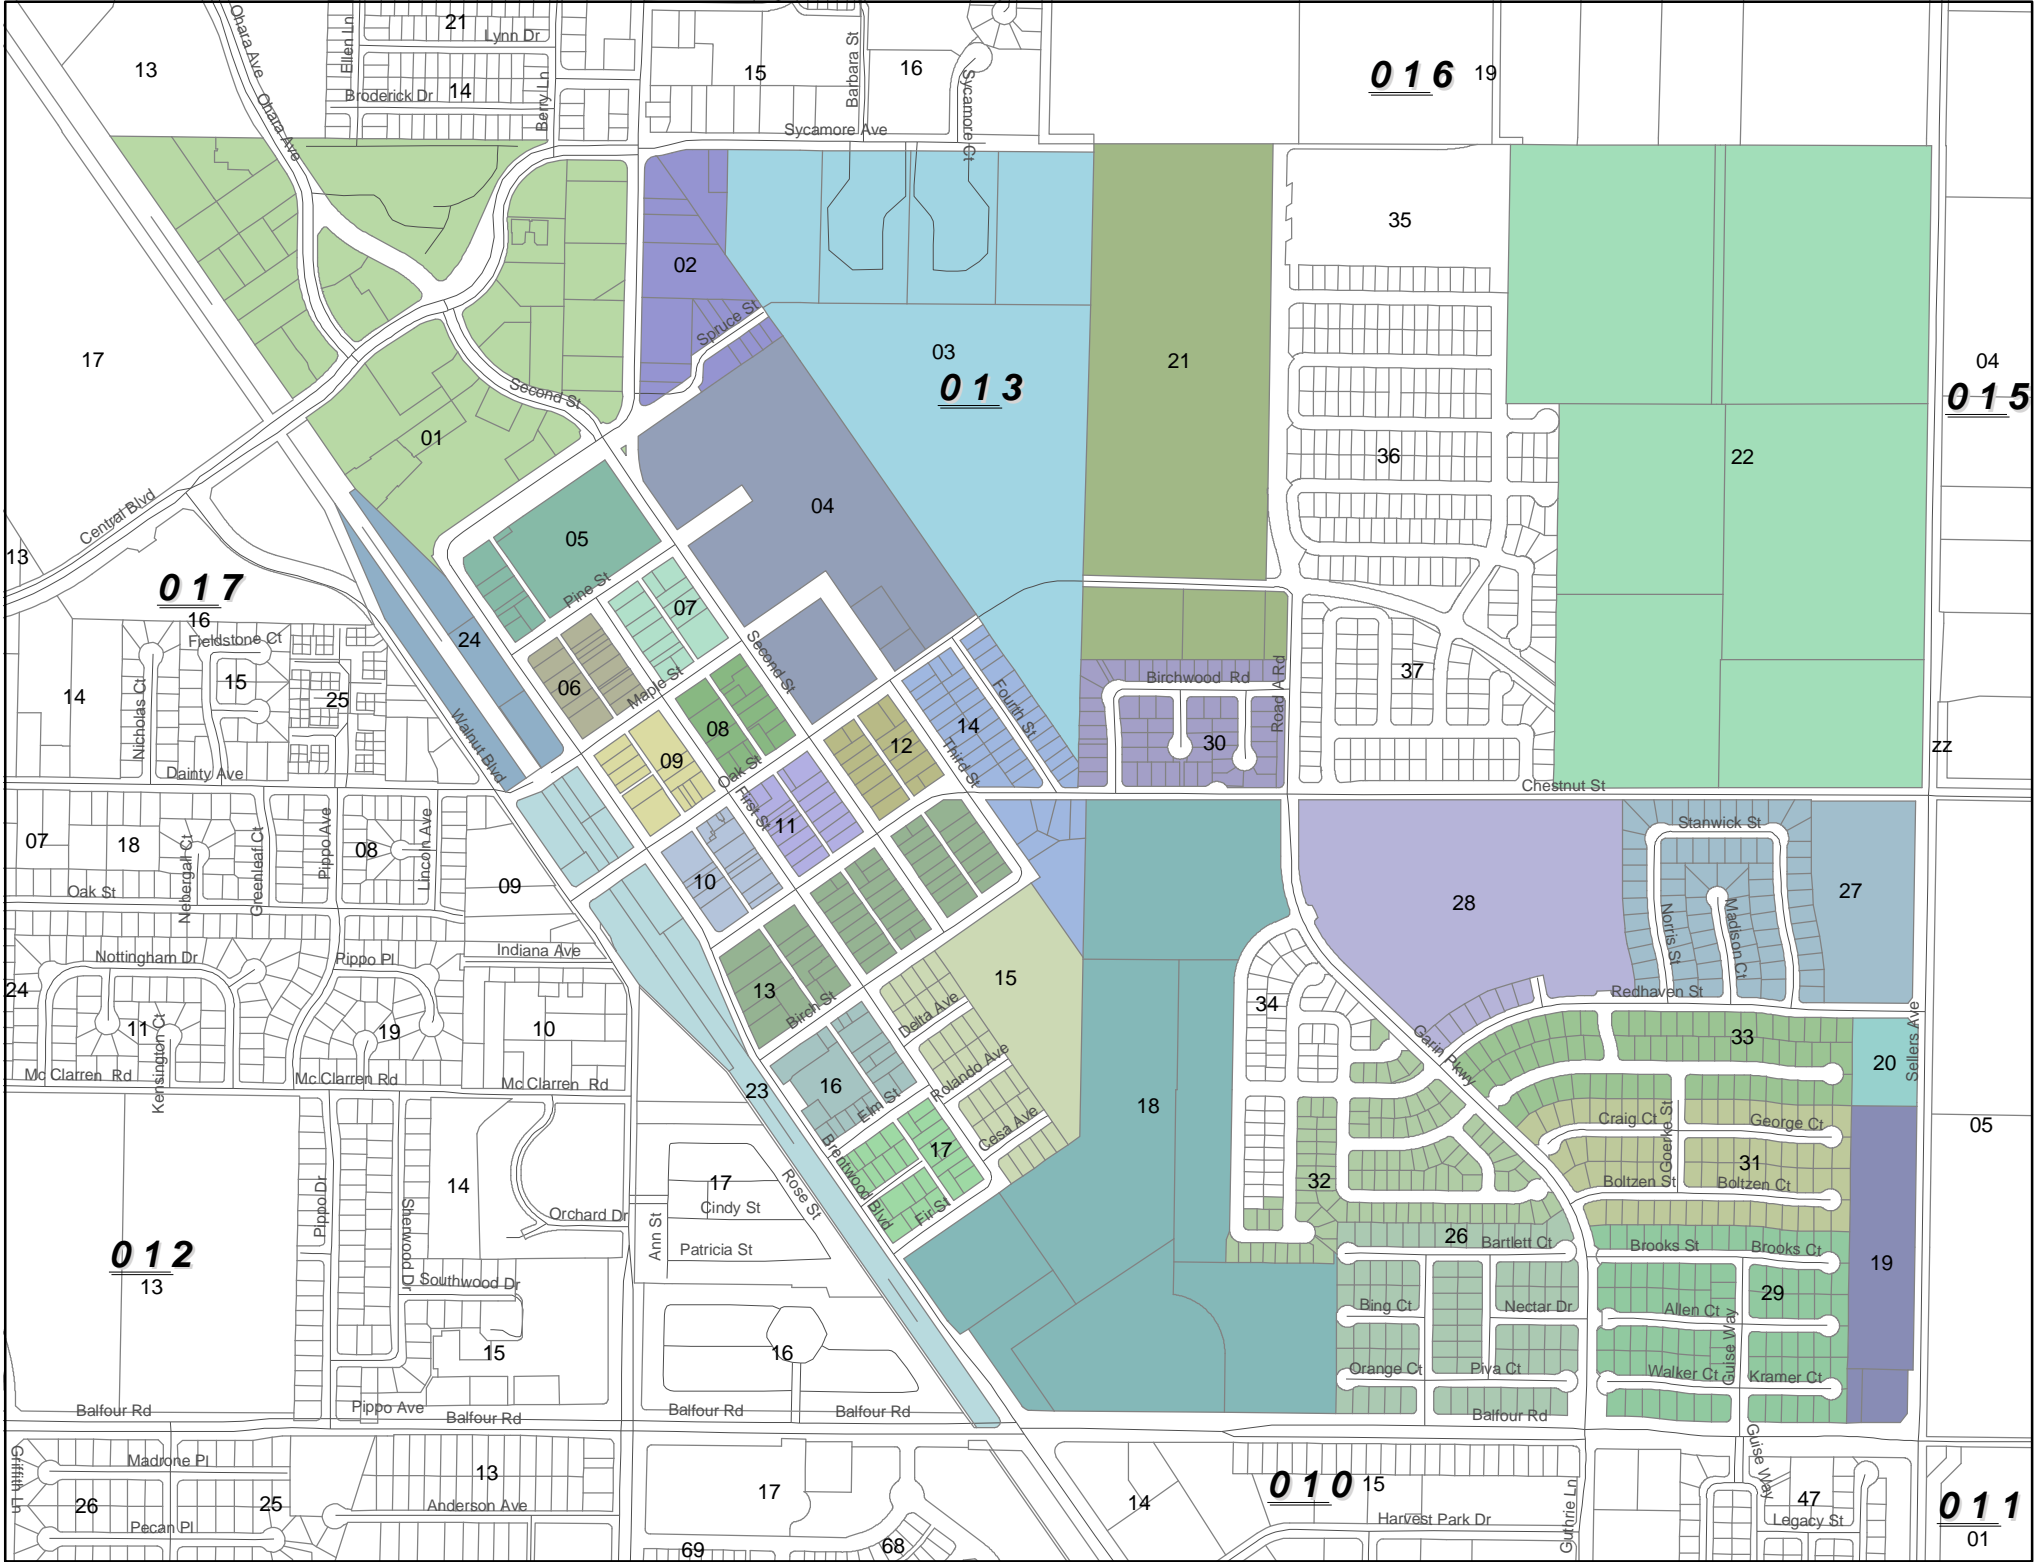 21
Lynn Dr
Ohara Ave
Ellen Ln
13
14
Broderick Dr
Berry Ln
15
Barbara St
16
Sycamore Ct
Sycamore Ave
016
19
Ohara Ave
35
02
Spruce St
03
013
21
17
04
015
Second St
01
36
22
Central Blvd
04
05
13
017
16
Pine St
07
Fieldstone Ct
24
Second St
14
Nicholas Ct
15
25
06
Maple St
08
14
Fourth St
Birchwood Rd
Road A Rd
37
Walnut Blvd
09
12
Third St
30
zz
Dainty Ave
Oak St
First St
Chestnut St
07
18
Nebergall Ct
Greenleaf Ct
Pippo Ave
08
Lincoln Ave
09
11
10
Stanwick St
28
27
Norris St
Madison Ct
Oak St
Nottingham Dr
Pippo Pl
Indiana Ave
13
Birch St
15
24
11
Kensington Ct
19
10
Delta Ave
34
Redhaven St
Garin Pkwy
33
20
Sellers Ave
Mc Clarren Rd
Mc Clarren Rd
Mc Clarren Rd
23
16
Elm St
Rolando Ave
18
Cesa Ave
Craig Ct
Goerke St
George Ct
05
Brentwood Blvd
17
31
Boltzen St
Boltzen Ct
32
Pippo Dr
Sherwood Dr
14
17
Cindy St
Rose St
Fir St
Orchard Dr
Ann St
Patricia St
26
Bartlett Ct
Brooks St
Brooks Ct
012
13
Southwood Dr
19
29
Bing Ct
Nectar Dr
Allen Ct
Guise Way
15
16
Orange Ct
Piva Ct
Walker Ct
Kramer Ct
Balfour Rd
Pippo Ave
Balfour Rd
Balfour Rd
Balfour Rd
Balfour Rd
Griffith Ln
Madrone Pl
13
17
Guise Way
26
25
Anderson Ave
14
010
15
Guthrie Ln
47
011
Pecan Pl
Harvest Park Dr
Legacy St
69
68
01